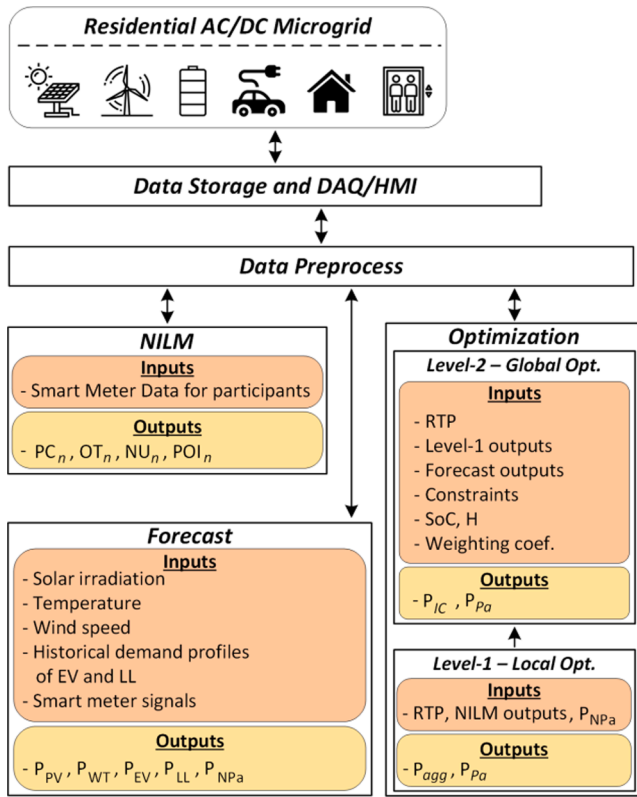 Residential AC/DC Microgrid
Data Storage and DAQ/HMI
Data Preprocess
NILM
Inputs
- Smart Meter Data for participants
Outputs
- PCn, OTn, NUn, POIn
Forecast
Inputs
- Solar irradiation
- Temperature
- Wind speed
- Historical demand profiles
of EV and LL
- Smart meter signals
Outputs
- PPV, PWT, PEV, PLL, PNPa
Optimization
Level-2 – Global Opt.
Inputs
- RTP
- Level-1 outputs
- Forecast outputs
- Constraints
- SoC, H
- Weighting coef.
Outputs
- PIC , PPa
Level-1 – Local Opt.
Inputs
- RTP, NILM outputs, PNPa
Outputs
- Pagg, PPa